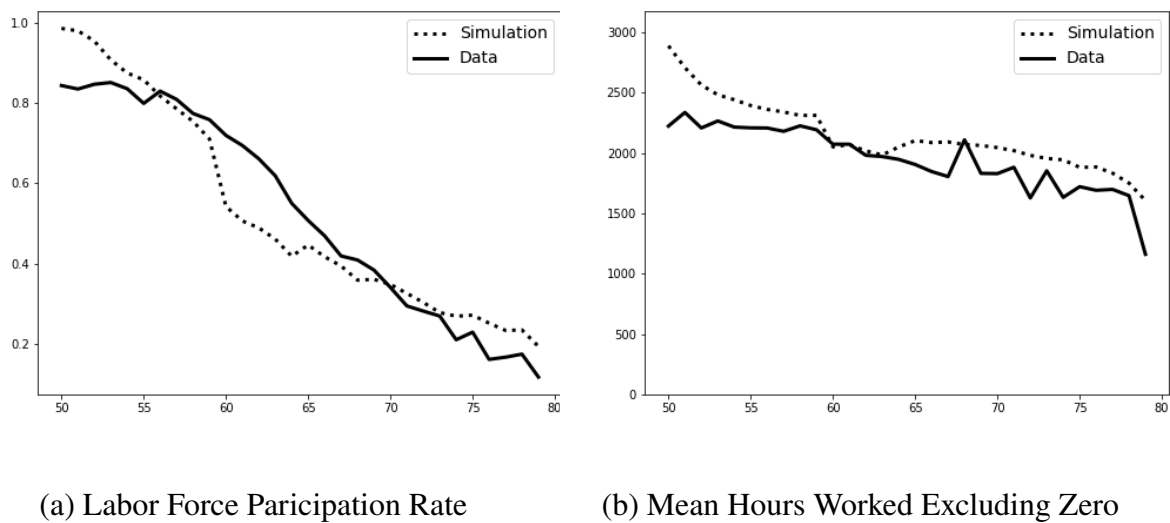 1.0
0.8
0.6
0.4
0.2
50 55 60 65 70 75 80
Simulation
Data
3000
2500
2000
1500
1000
500
0
50 55 60 65 70 75 80
Simulation
Data
(a) Labor Force Paricipation Rate
(b) Mean Hours Worked Excluding Zero